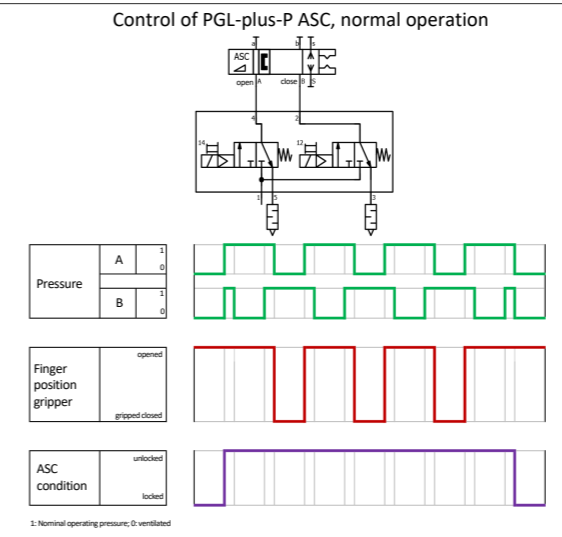 Control of PGL-plus-P ASC, normal operation
a b s
ASC
open A close B S
4 2
14 12
1 5 3
Pressure
A
1
0
B
1
0
Finger
position
gripper
opened
gripped closed
ASC
condition
unlocked
locked
1: Nominal operating pressure; 0: ventilated